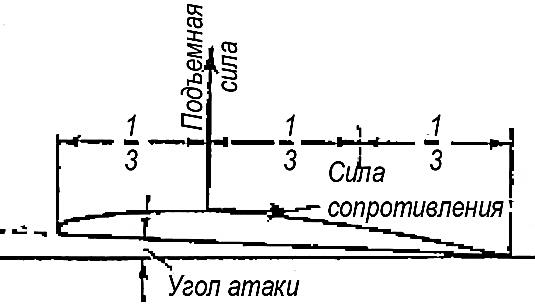 Подъемная
сила
1/3 1/3 1/3
Сила
сопротивления
Угол атаки